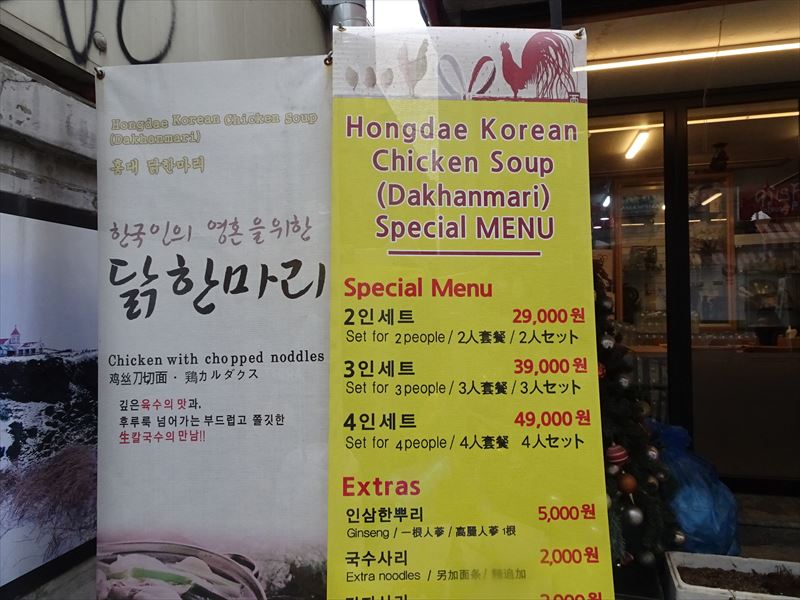 Hongdae Korean Chicken Soup
(Dakhanmari)
홍대 닭한마리
한국인의 영혼을위한
닭한마리
Chicken with chopped noddles
鸡丝刀切面 · 鶏カルダクス
깊은육수의 맛과,
후루룩 넘어가는 부드럽고 쫄깃한
生칼국수의 만남!!
Hongdae Korean
Chicken Soup
(Dakhanmari)
Special MENU
Special Menu
2인세트 29,000원
Set for 2people / 2人套餐 / 2人セット
3인세트 39,000원
Set for 3people / 3人套餐 / 3人セット
4인세트 49,000원
Set for 4people / 4人套餐 4人セット
Extras
인삼한뿌리 5,000원
Ginseng / 一根人蔘 / 高麗人蔘 1根
국수사리 2,000원
Extra noodles / 另加面条 / 麺追加